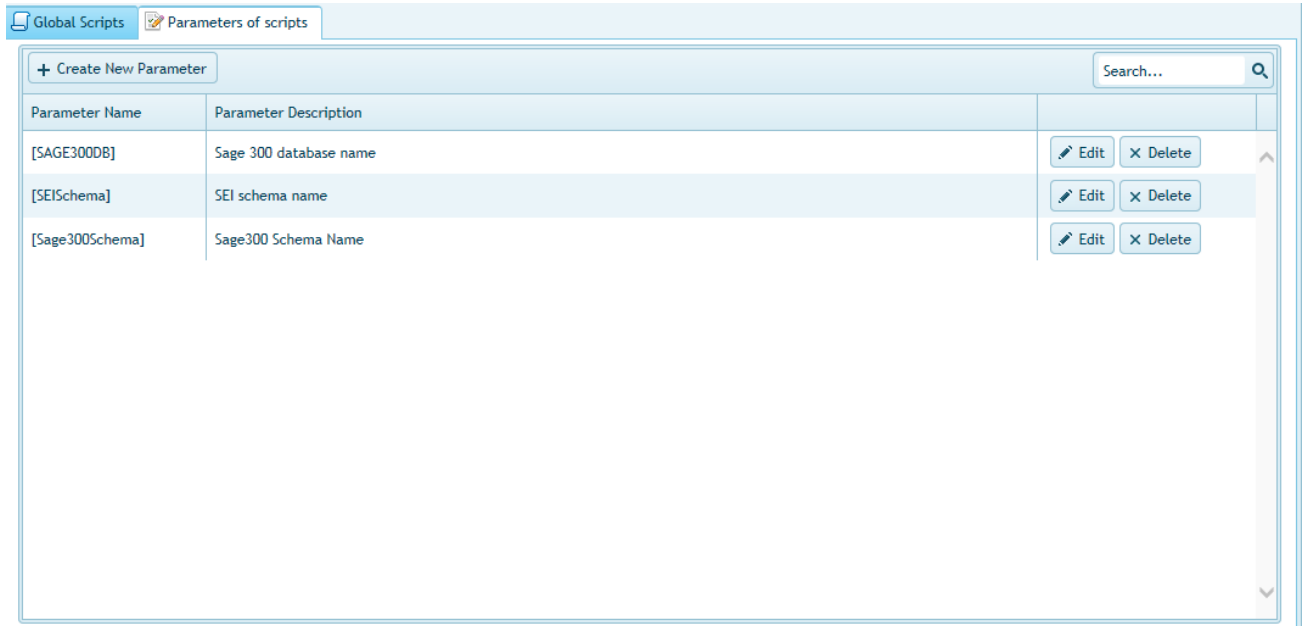 Global Scripts Parameters of scripts
+ Create New Parameter Search...
Parameter Name Parameter Description
[SAGE300DB] Sage 300 database name Edit Delete
[SEISchema] SEI schema name Edit Delete
[Sage300Schema] Sage300 Schema Name Edit Delete